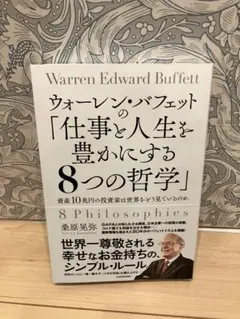 Warren Edward Buffett
ウォーレン・バフェット
の
「仕事と人生を
豊かにする
8つの哲学」
資産10兆円の投資家は世界をどう見ているのか
8 Philosophies
桑原晃弥
世界一尊敬される
幸せなお金持ちの、
シンプル・ルール